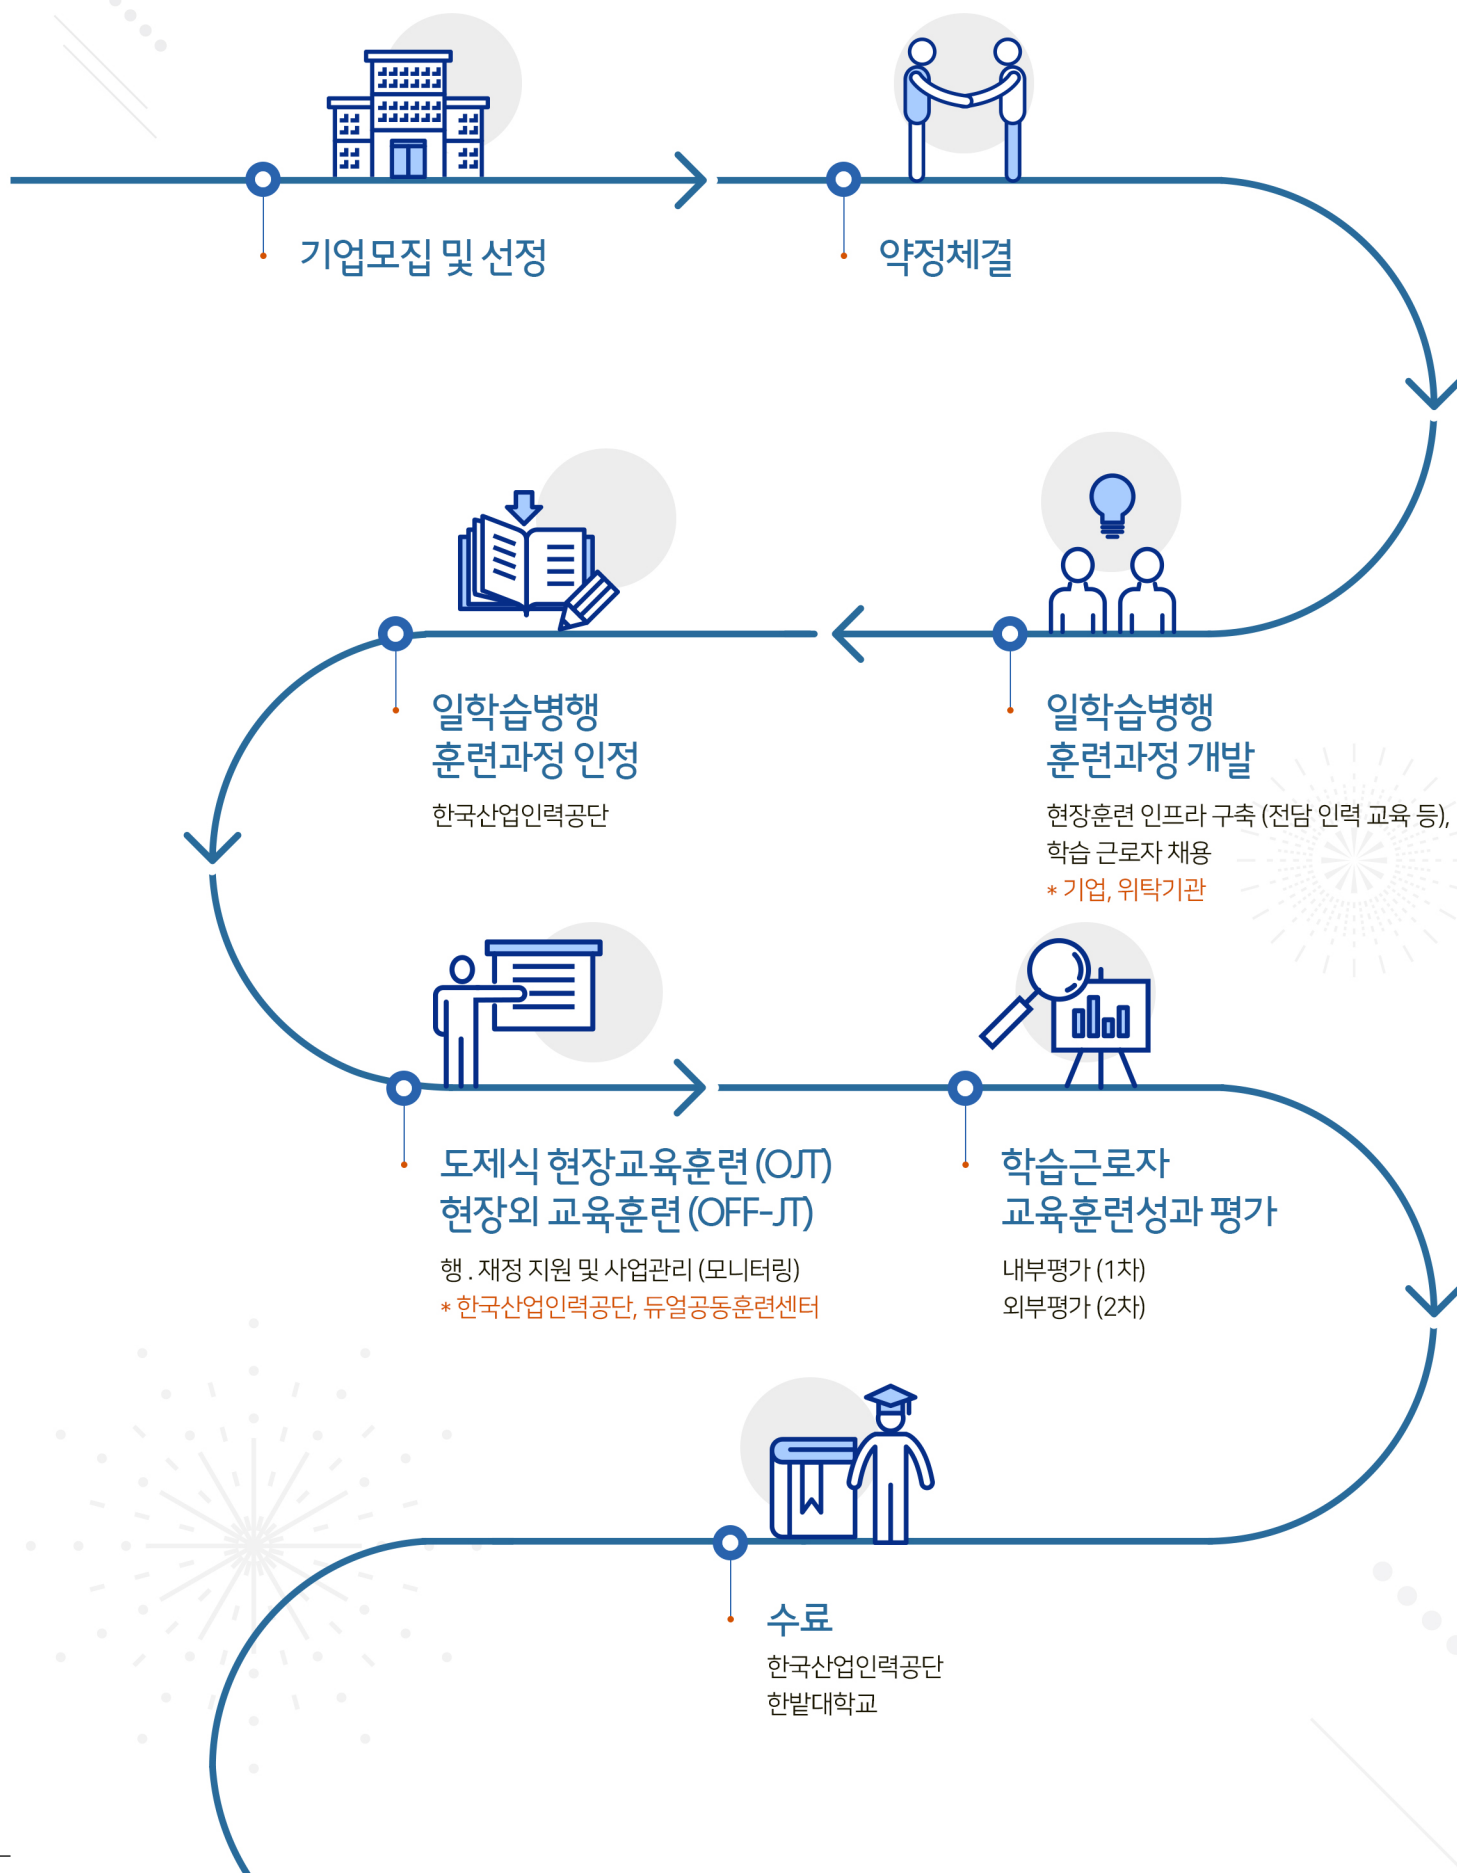 기업모집 및 선정
약정체결
일학습병행
훈련과정 개발
현장훈련 인프라 구축 (전담 인력 교육 등),
학습 근로자 채용
* 기업, 위탁기관
일학습병행
훈련과정 인정
한국산업인력공단
도제식 현장교육훈련 (OJT)
현장외 교육훈련 (OFF-JT)
행 . 재정 지원 및 사업관리 (모니터링)
* 한국산업인력공단, 듀얼공동훈련센터
학습근로자
교육훈련성과 평가
내부평가 (1차)
외부평가 (2차)
수료
한국산업인력공단
한밭대학교